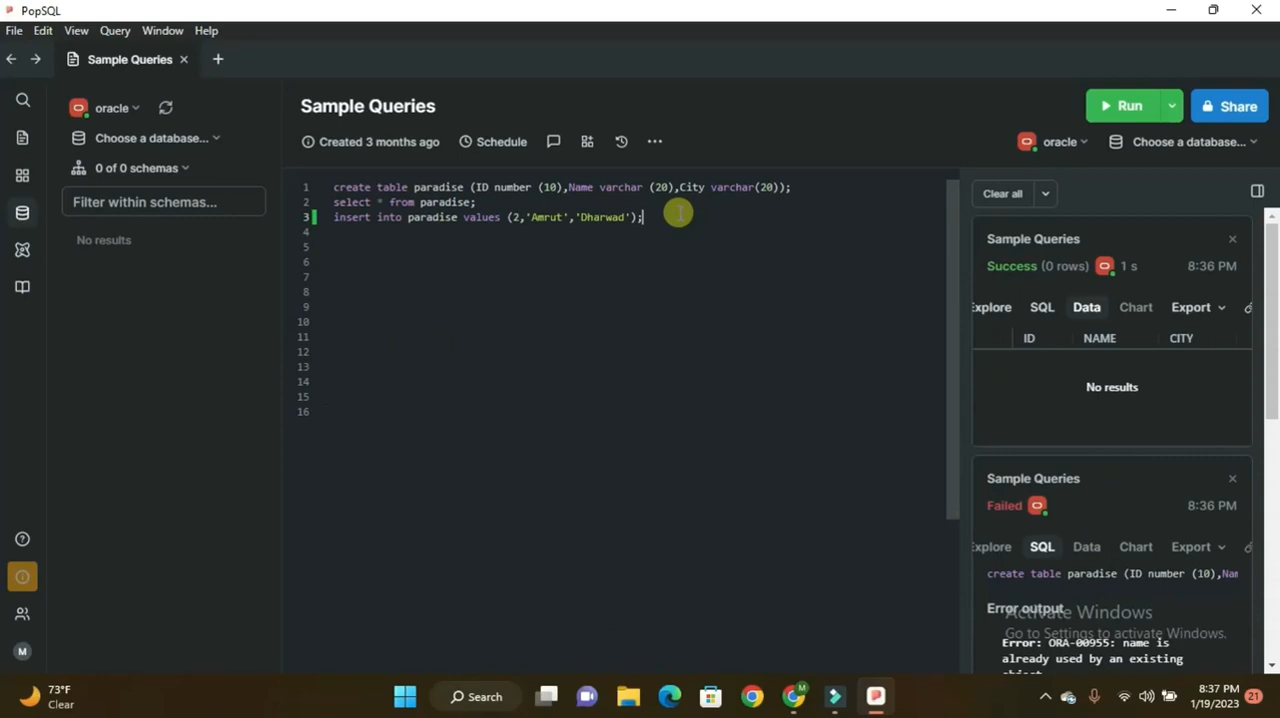 PopSQL
File Edit View Query Window Help
Sample Queries
oracle
Choose a database...
0 of 0 schemas
Filter within schemas...
No results
Sample Queries
Run
Share
Created 3 months ago
Schedule
oracle
Choose a database...
1 create table paradise (ID number (10),Name varchar (20),City varchar(20));
2 select * from paradise;
3 insert into paradise values (2,'Amrut','Dharwad');
4
5
6
7
8
9
10
11
12
13
14
15
16
Clear all
Sample Queries
Success (0 rows) 1 s 8:36 PM
Explore SQL Data Chart Export
ID NAME CITY
No results
Sample Queries
Failed 8:36 PM
Explore SQL Data Chart Export
create table paradise (ID number (10),Nam
Error output
Activate Windows
Go to Settings to activate Windows.
Error: ORA-00955: name is
already used by an existing
object
M
73°F
Clear
Search
M
8:37 PM
1/19/2023
21